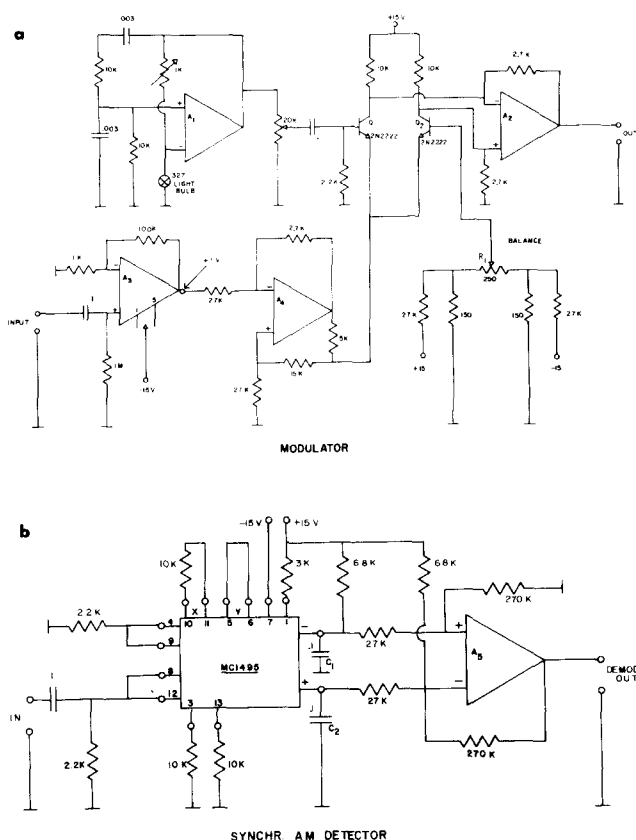 a
.003
10K
1K
.003
10K
A1
327
LIGHT
BULB
20K
+15V
10K
10K
Q
2N2222
2.2K
Q2
2N2222
2.7K
A2
2.7K
OUT
1K
100K
A3
+1V
INPUT
1
5
1M
-15V
27K
2.7K
A4
5K
15K
27K
BALANCE
R1
250
27K
150
150
27K
+15
-15
MODULATOR
b
-15V
+15V
10K
3K
68K
68K
2.2K
4
9
10
X
11
5
Y
6
7
1
MC1495
8
12
3
13
IN
1
2.2K
10K
10K
-
.1
C1
+
C2
27K
27K
270K
+
A5
-
270K
DEMOD
OUT
SYNCHR. AM DETECTOR